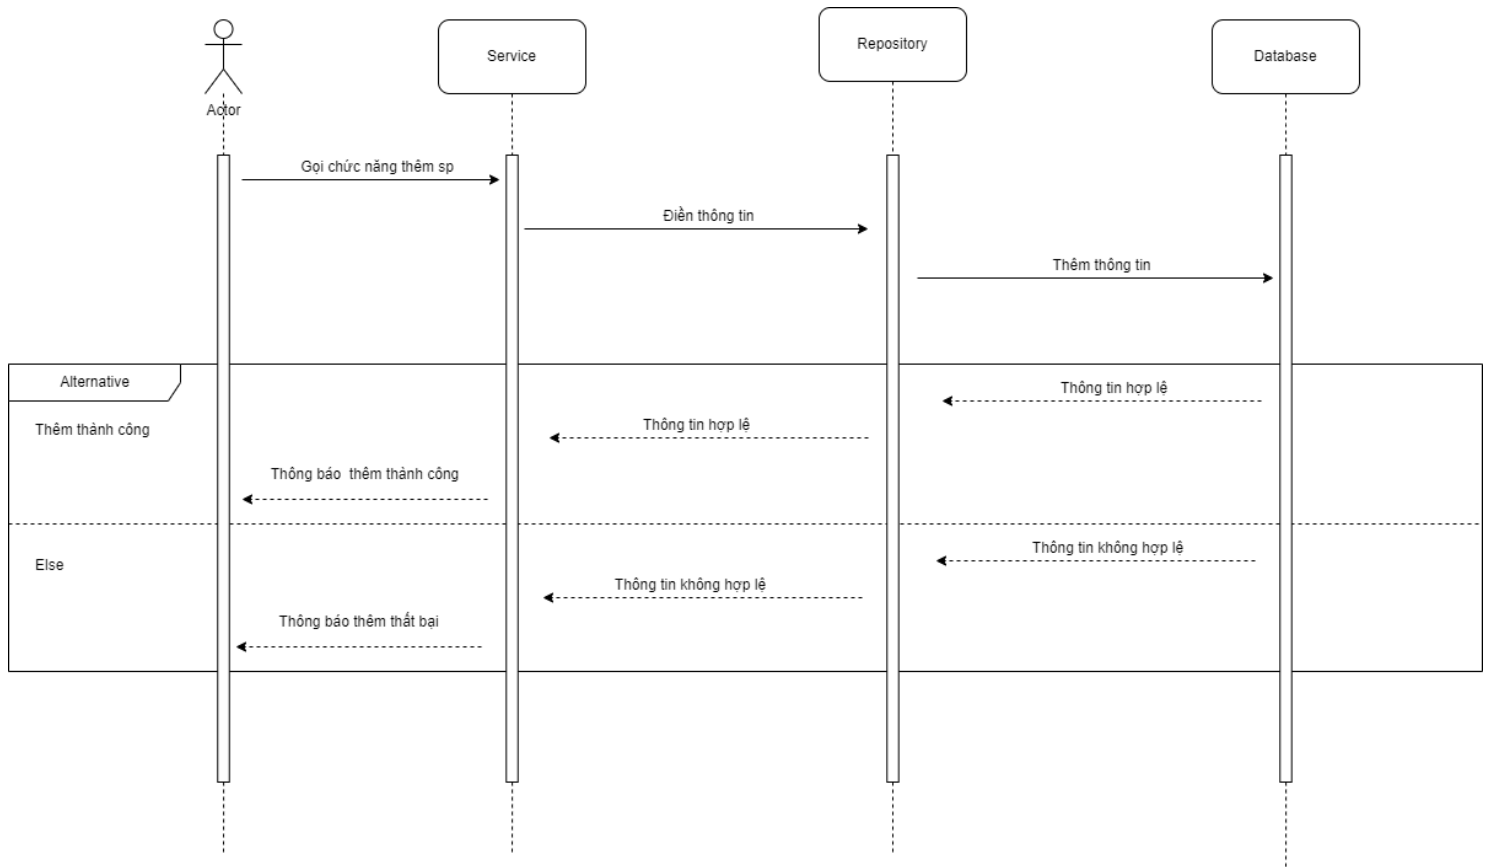 Actor
Service
Repository
Database
Gọi chức năng thêm sp
Điền thông tin
Thêm thông tin
Alternative
Thông tin hợp lệ
Thông tin hợp lệ
Thêm thành công
Thông báo  thêm thành công
Thông tin không hợp lệ
Else
Thông tin không hợp lệ
Thông báo thêm thất bại